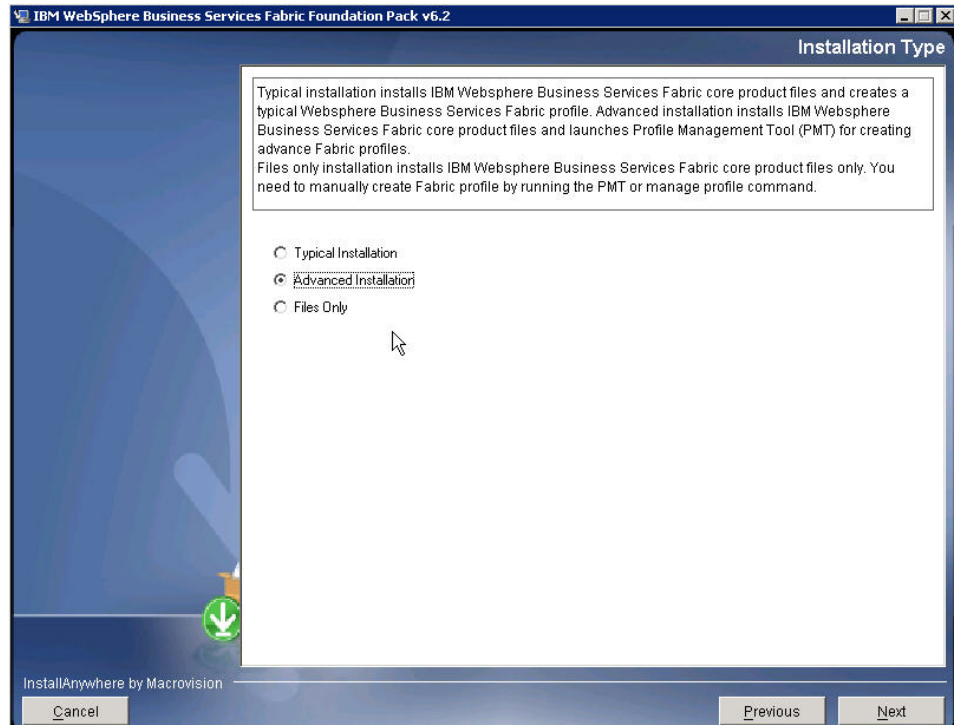 IBM WebSphere Business Services Fabric Foundation Pack v6.2
Installation Type
Typical installation installs IBM Websphere Business Services Fabric core product files and creates a
typical Websphere Business Services Fabric profile. Advanced installation installs IBM Websphere
Business Services Fabric core product files and launches Profile Management Tool (PMT) for creating
advance Fabric profiles.
Files only installation installs IBM Websphere Business Services Fabric core product files only. You
need to manually create Fabric profile by running the PMT or manage profile command.
Typical Installation
Advanced Installation
Files Only
InstallAnywhere by Macrovision
Cancel
Previous
Next